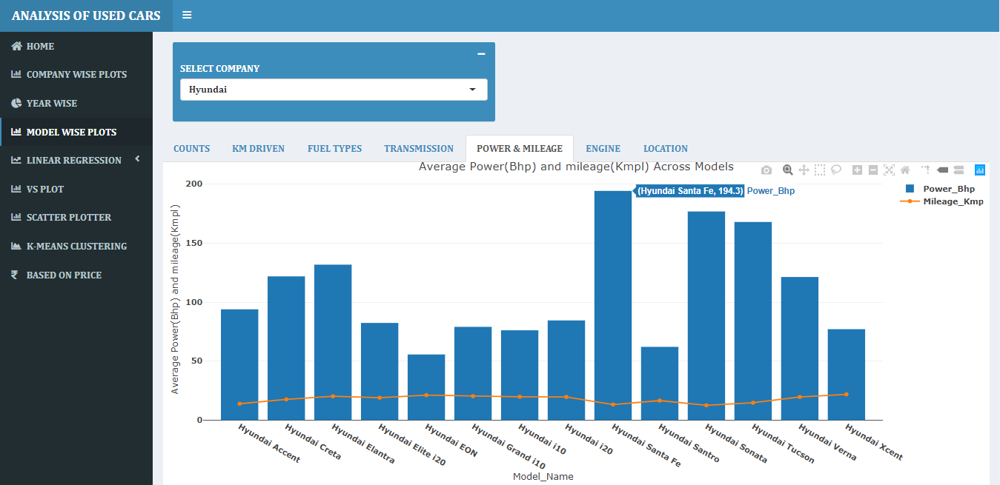 ANALYSIS OF USED CARS
HOME
COMPANY WISE PLOTS
YEAR WISE
MODEL WISE PLOTS
LINEAR REGRESSION
VS PLOT
SCATTER PLOTTER
K-MEANS CLUSTERING
BASED ON PRICE
SELECT COMPANY
Hyundai
COUNTS KM DRIVEN FUEL TYPES TRANSMISSION POWER & MILEAGE ENGINE LOCATION
Average Power(Bhp) and mileage(Kmpl) Across Models
Power_Bhp
Mileage_Kmp
(Hyundai Santa Fe, 194.3) Power_Bhp
Average Power(Bhp) and mileage(Kmpl)
200
150
100
50
0
Hyundai Accent
Hyundai Creta
Hyundai Elantra
Hyundai Elite i20
Hyundai EON
Hyundai Grand i10
Hyundai i10
Hyundai i20
Hyundai Santa Fe
Hyundai Santro
Hyundai Sonata
Hyundai Tucson
Hyundai Verna
Hyundai Xcent
Model_Name